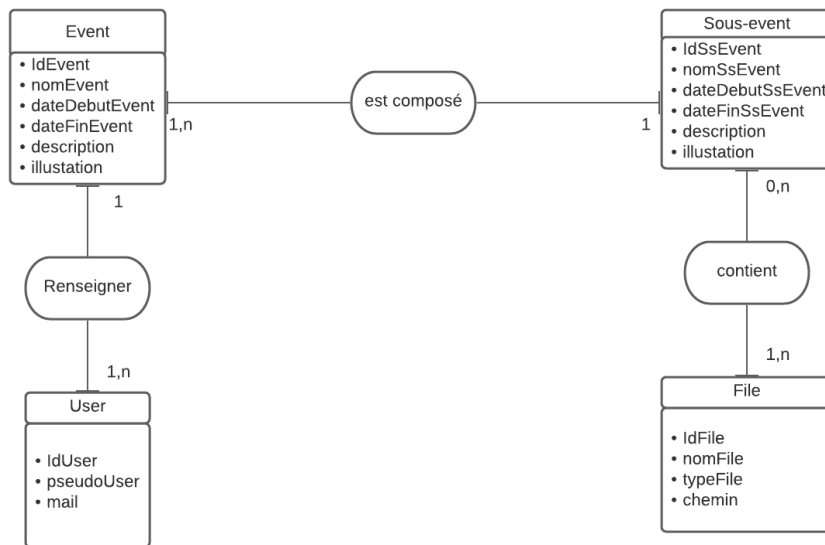 Event
• IdEvent
• nomEvent
• dateDebutEvent
• dateFinEvent
• description
• illustation
1,n
est composé
1
Sous-event
• IdSsEvent
• nomSsEvent
• dateDebutSsEvent
• dateFinSsEvent
• description
• illustation
1
0,n
Renseigner
contient
1,n
1,n
User
• IdUser
• pseudoUser
• mail
File
• IdFile
• nomFile
• typeFile
• chemin